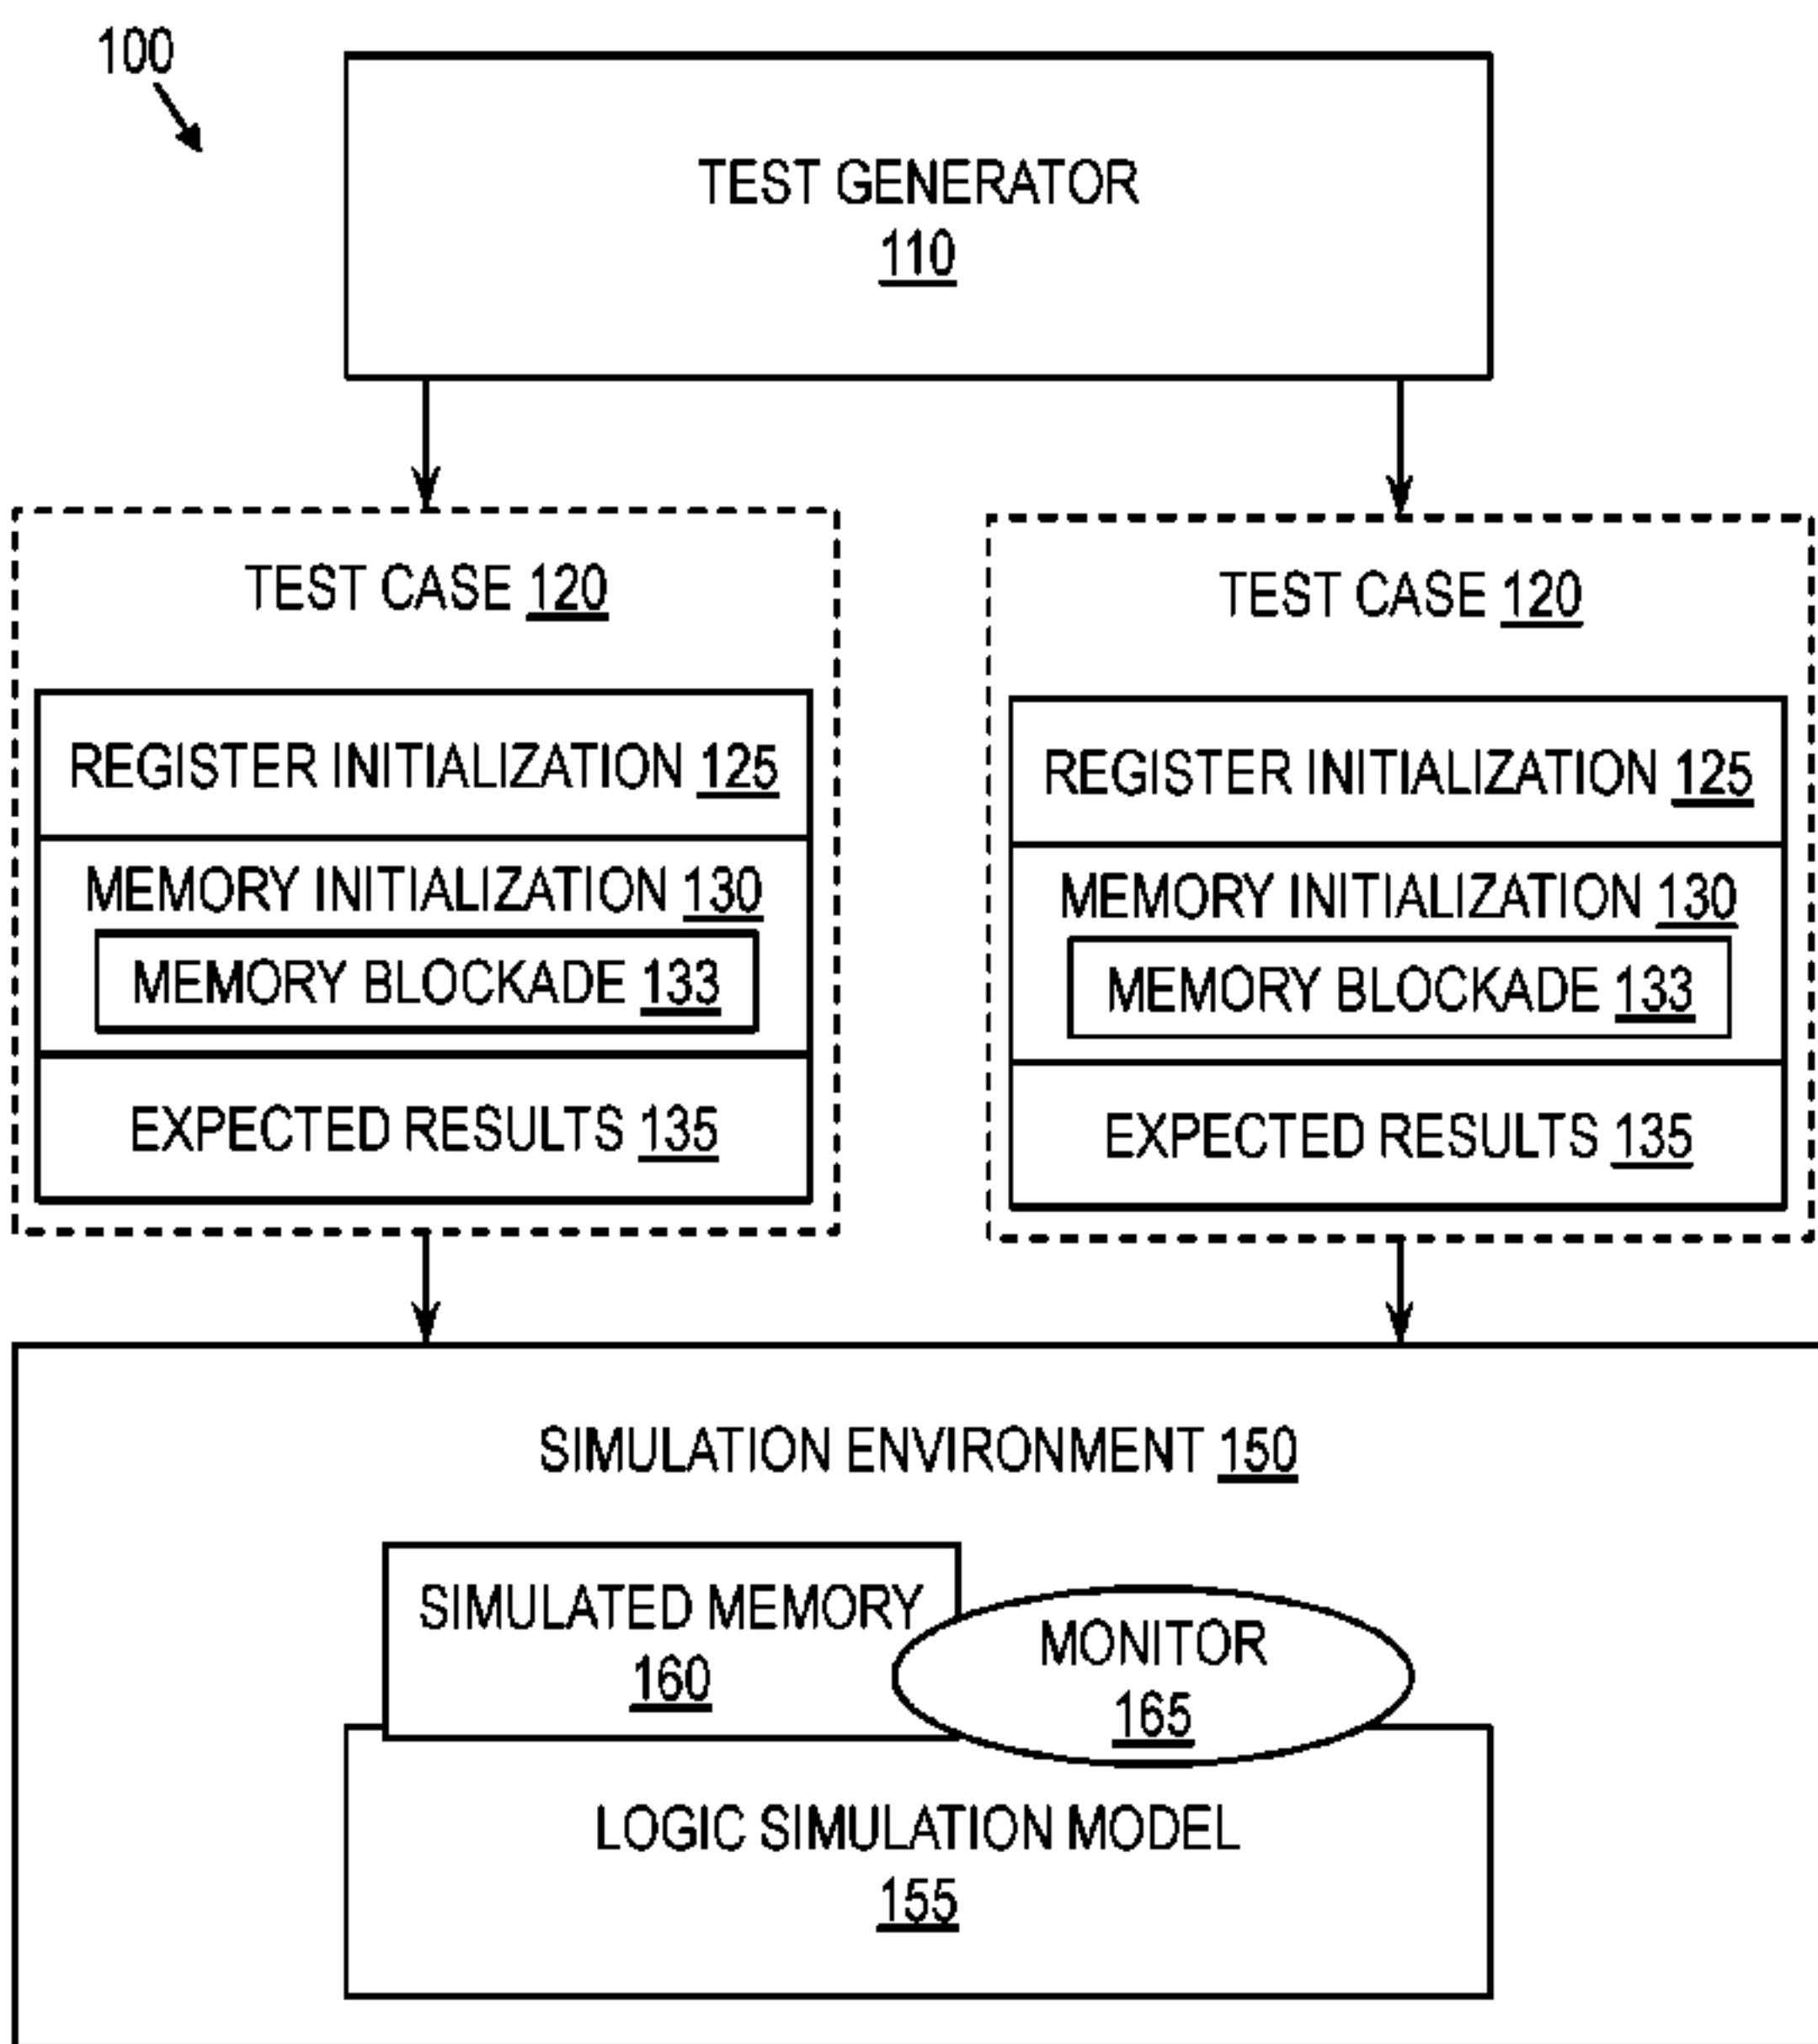 100
TEST GENERATOR
110
TEST CASE 120
REGISTER INITIALIZATION 125
MEMORY INITIALIZATION 130
MEMORY BLOCKADE 133
EXPECTED RESULTS 135
TEST CASE 120
REGISTER INITIALIZATION 125
MEMORY INITIALIZATION 130
MEMORY BLOCKADE 133
EXPECTED RESULTS 135
SIMULATION ENVIRONMENT 150
SIMULATED MEMORY
160
MONITOR
165
LOGIC SIMULATION MODEL
155